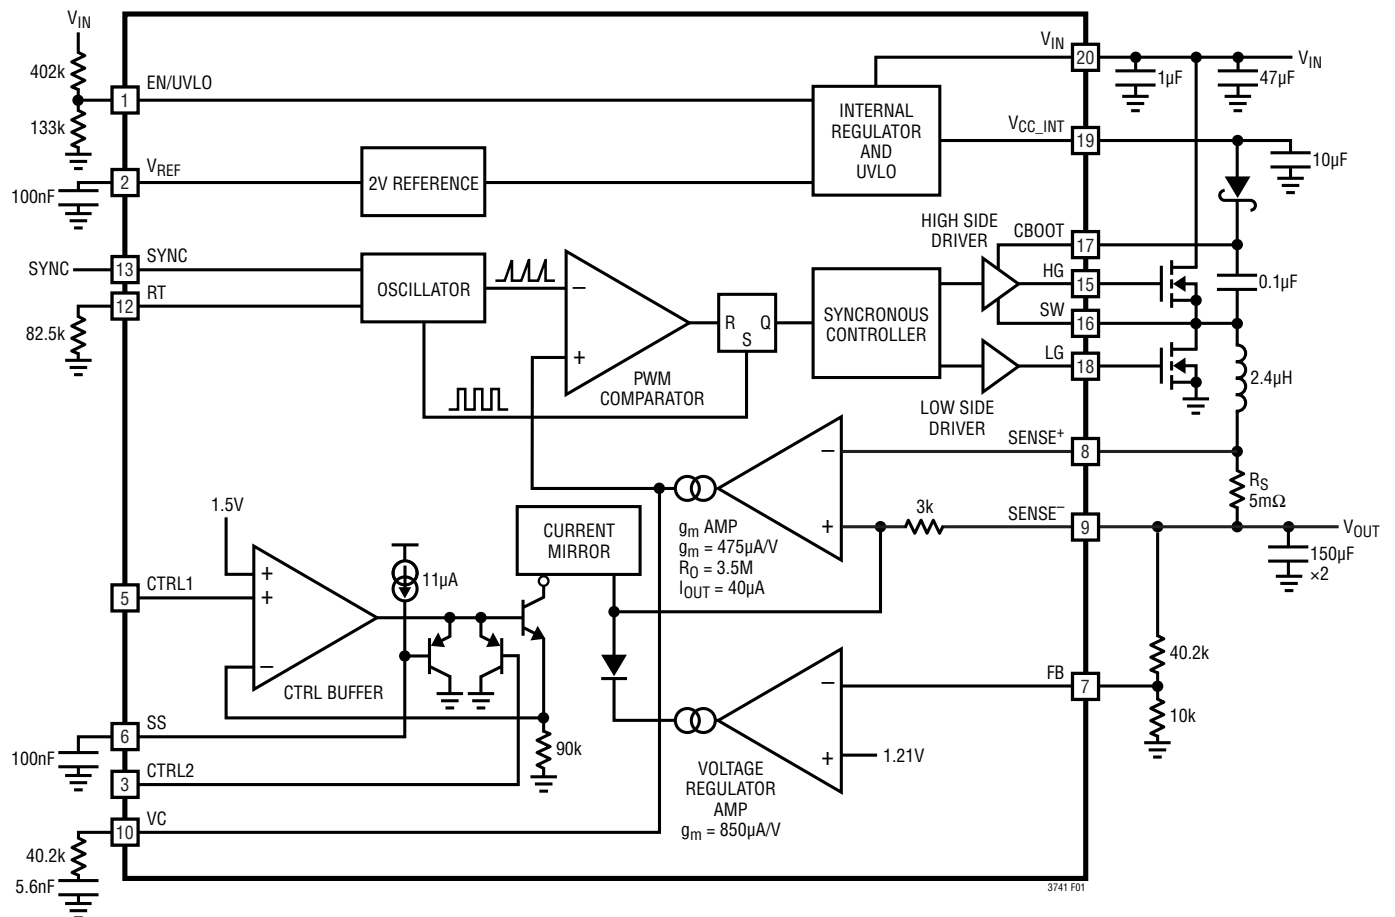 VIN
402k
133k
1
EN/UVLO
2
VREF
100nF
2V REFERENCE
INTERNAL
REGULATOR
AND
UVLO
VIN
20
1µF
47µF
VIN
VCC_INT
19
10µF
SYNC
13
SYNC
12
RT
82.5k
OSCILLATOR
−
+
PWM
COMPARATOR
R
Q
S
SYNCRONOUS
CONTROLLER
HIGH SIDE
DRIVER
LOW SIDE
DRIVER
CBOOT
17
HG
15
SW
16
LG
18
0.1µF
2.4µH
SENSE+
8
RS
5mΩ
3k
SENSE−
9
VOUT
150µF
×2
−
+
gm AMP
gm = 475µA/V
RO = 3.5M
IOUT = 40µA
1.5V
CURRENT
MIRROR
11µA
5
CTRL1
+
+
−
CTRL BUFFER
90k
6
SS
100nF
3
CTRL2
10
VC
40.2k
5.6nF
−
+
1.21V
VOLTAGE
REGULATOR
AMP
gm = 850µA/V
FB
7
40.2k
10k
3741 F01